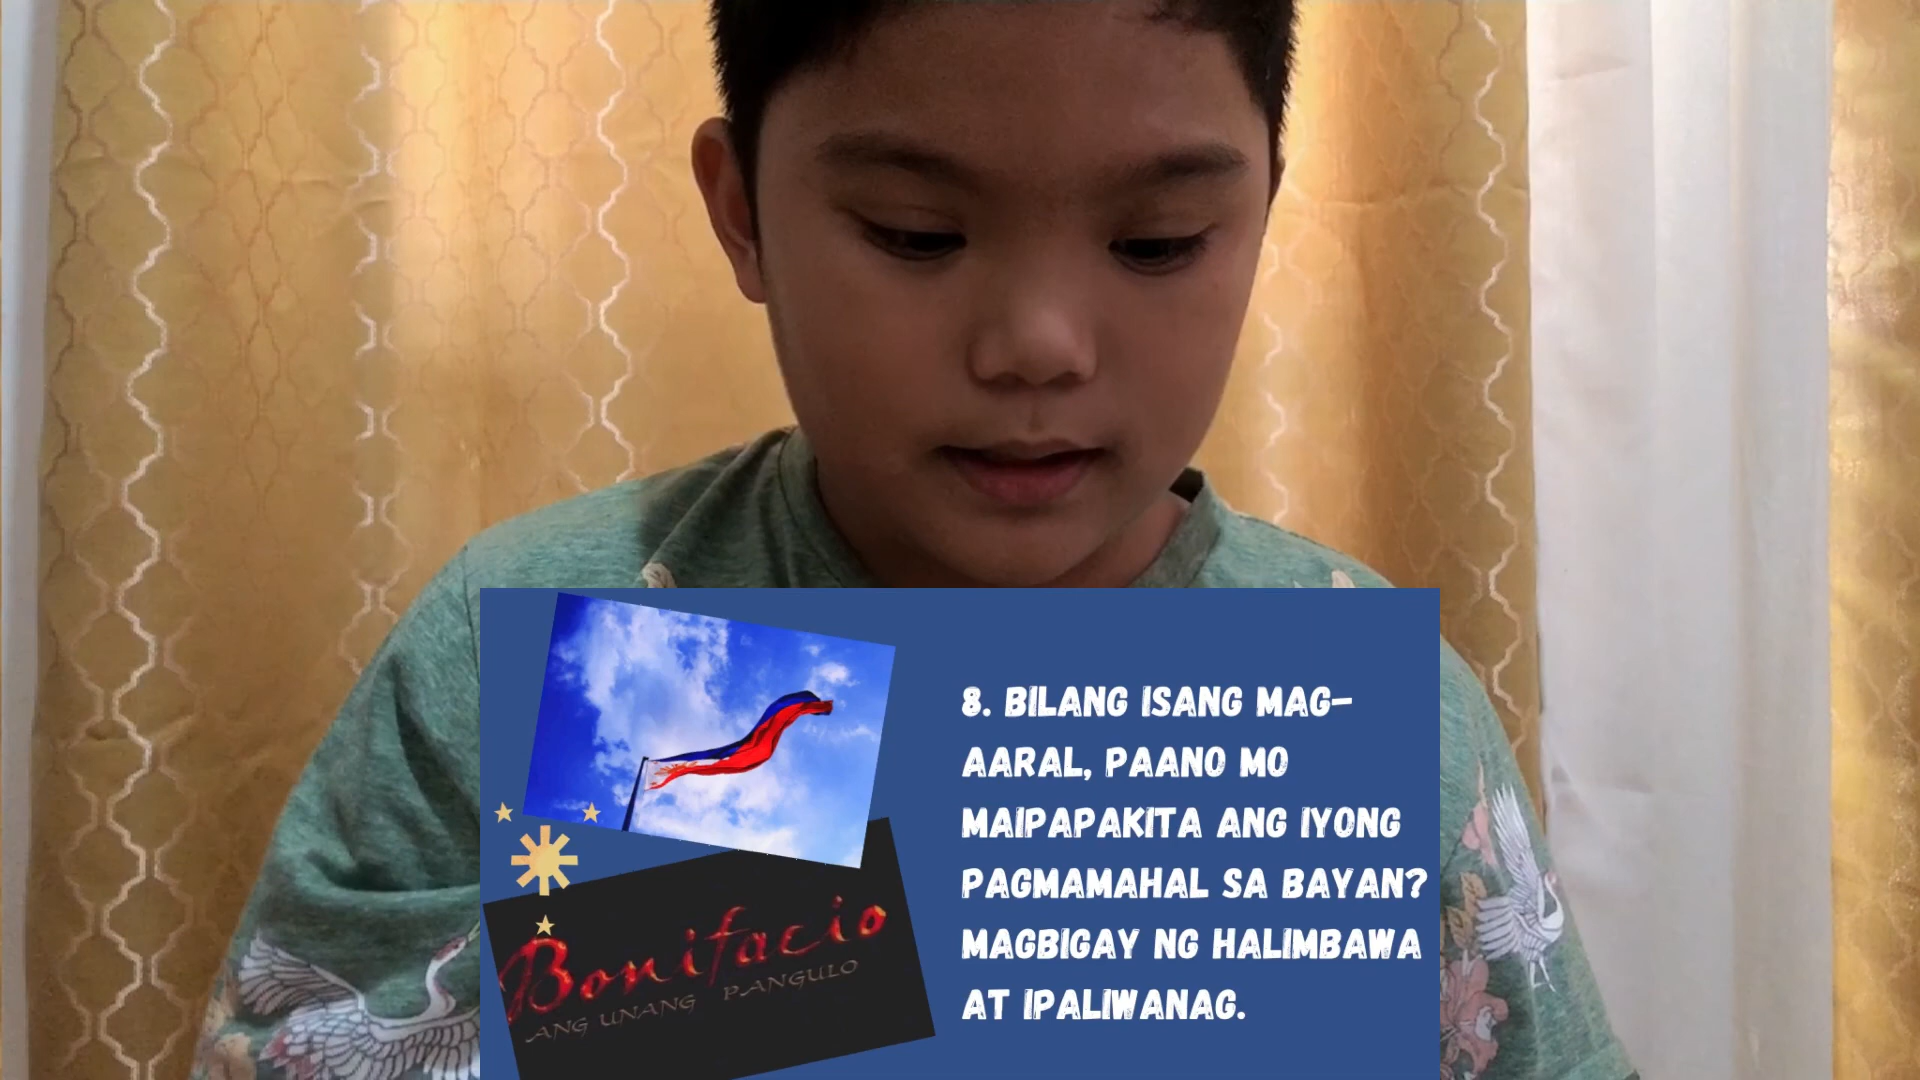 8. BILANG ISANG MAG-
AARAL, PAANO MO
MAIPAPAKITA ANG IYONG
PAGMAMAHAL SA BAYAN?
MAGBIGAY NG HALIMBAWA
AT IPALIWANAG.
Bonifacio
ANG UNANG PANGULO